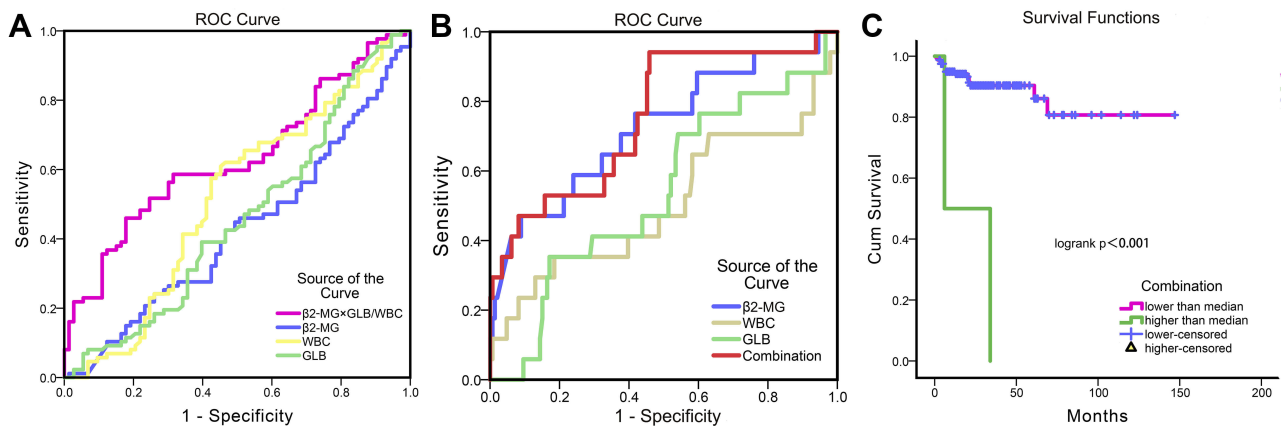 A
ROC Curve
Sensitivity
1.0
0.8
0.6
0.4
0.2
0.0
0.0 0.2 0.4 0.6 0.8 1.0
1 - Specificity
Source of the
Curve
β2-MG×GLB/WBC
β2-MG
WBC
GLB
B
ROC Curve
Sensitivity
1.0
0.8
0.6
0.4
0.2
0.0
0.0 0.2 0.4 0.6 0.8 1.0
1 - Specificity
Source of the
Curve
β2-MG
WBC
GLB
Combination
C
Survival Functions
Cum Survival
1.0
0.8
0.6
0.4
0.2
0.0
0 50 100 150 200
Months
logrank p<0.001
Combination
lower than median
higher than median
lower-censored
higher-censored